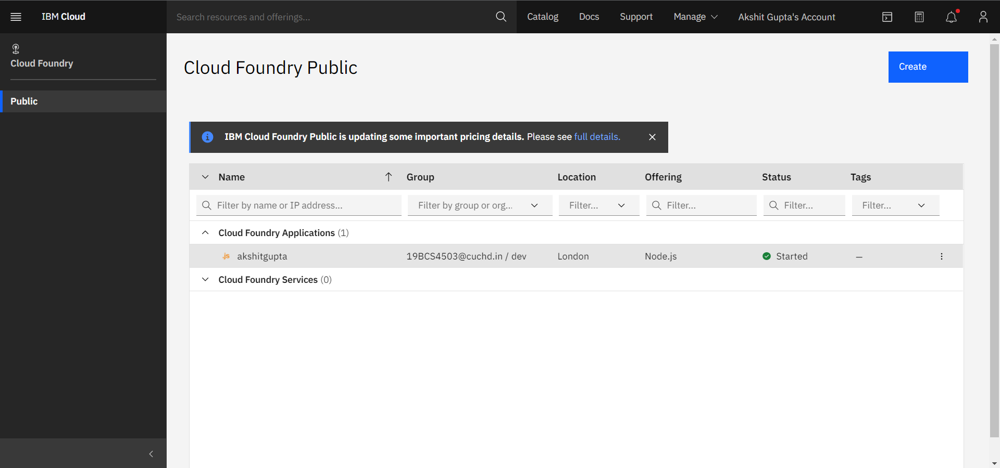 IBM Cloud
Search resources and offerings...
Catalog
Docs
Support
Manage
Akshit Gupta's Account
Cloud Foundry
Public
Cloud Foundry Public
Create
IBM Cloud Foundry Public is updating some important pricing details. Please see full details.
Name Group Location Offering Status Tags
Filter by name or IP address... Filter by group or org... Filter... Filter... Filter... Filter...
Cloud Foundry Applications (1)
.js akshitgupta 19BCS4503@cuchd.in / dev London Node.js Started –
Cloud Foundry Services (0)